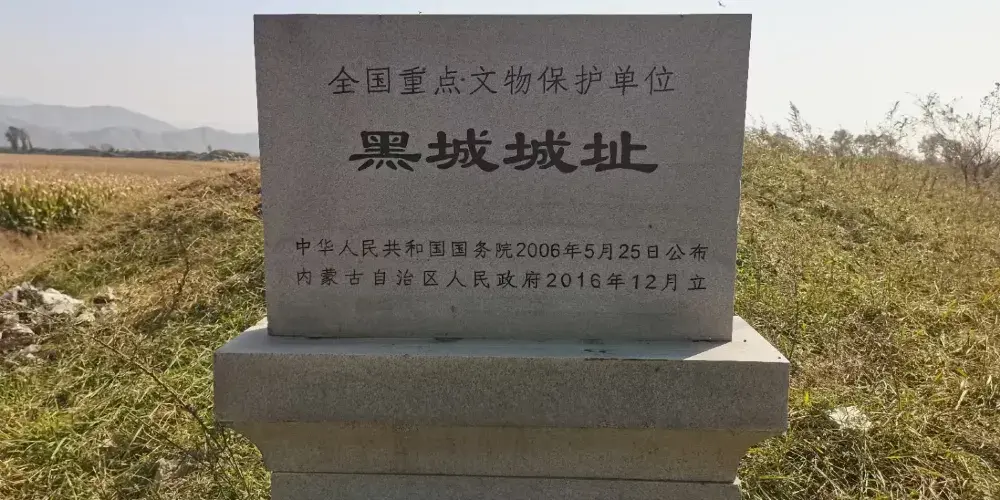 全国重点·文物保护单位
黑城城址
中华人民共和国国务院2006年5月25日公布
内蒙古自治区人民政府2016年12月立